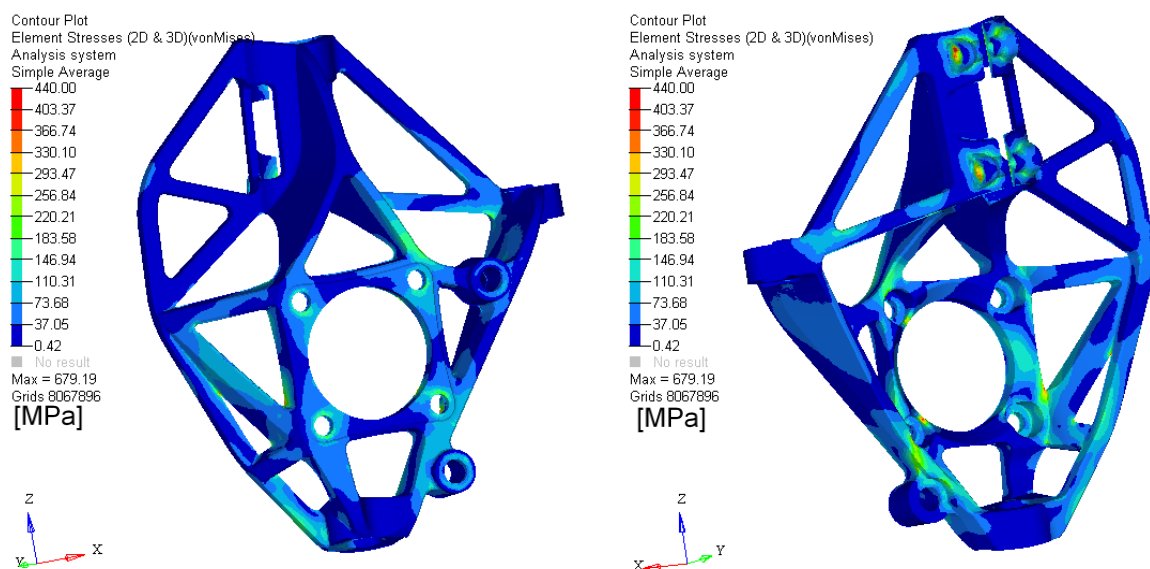 Contour Plot
Element Stresses (2D & 3D)(vonMises)
Analysis system
Simple Average
440.00
403.37
366.74
330.10
293.47
256.84
220.21
183.58
146.94
110.31
73.68
37.05
0.42
No result
Max = 679.19
Grids 8067896
[MPa]
Z
X
Y
Contour Plot
Element Stresses (2D & 3D)(vonMises)
Analysis system
Simple Average
440.00
403.37
366.74
330.10
293.47
256.84
220.21
183.58
146.94
110.31
73.68
37.05
0.42
No result
Max = 679.19
Grids 8067896
[MPa]
Z
Y
X